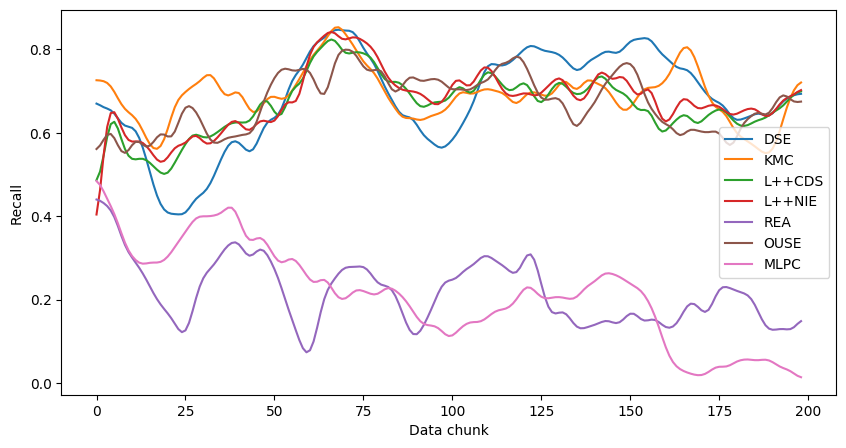 0.8
0.6
0.4
0.2
0.0
Recall
0
25
50
75
100
125
150
175
200
Data chunk
DSE
KMC
L++CDS
L++NIE
REA
OUSE
MLPC